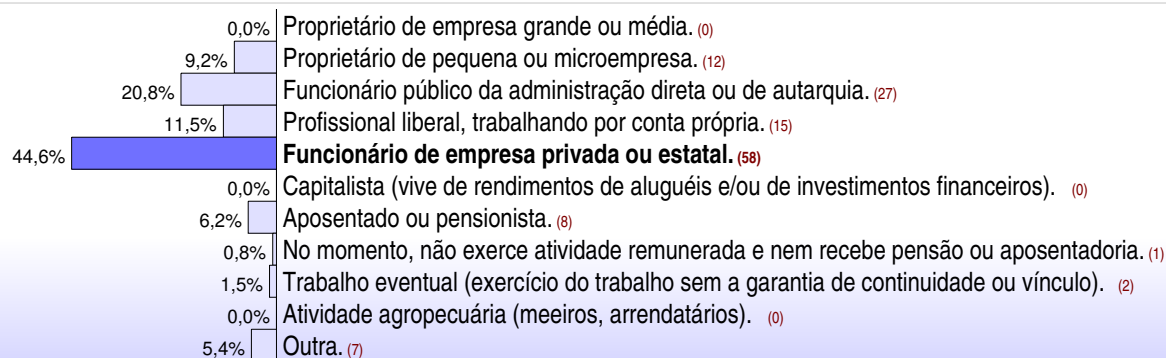 0,0% Proprietário de empresa grande ou média. (0)
9,2% Proprietário de pequena ou microempresa. (12)
20,8% Funcionário público da administração direta ou de autarquia. (27)
11,5% Profissional liberal, trabalhando por conta própria. (15)
44,6% Funcionário de empresa privada ou estatal. (58)
0,0% Capitalista (vive de rendimentos de aluguéis e/ou de investimentos financeiros). (0)
6,2% Aposentado ou pensionista. (8)
0,8% No momento, não exerce atividade remunerada e nem recebe pensão ou aposentadoria. (1)
1,5% Trabalho eventual (exercício do trabalho sem a garantia de continuidade ou vínculo). (2)
0,0% Atividade agropecuária (meeiros, arrendatários). (0)
5,4% Outra. (7)